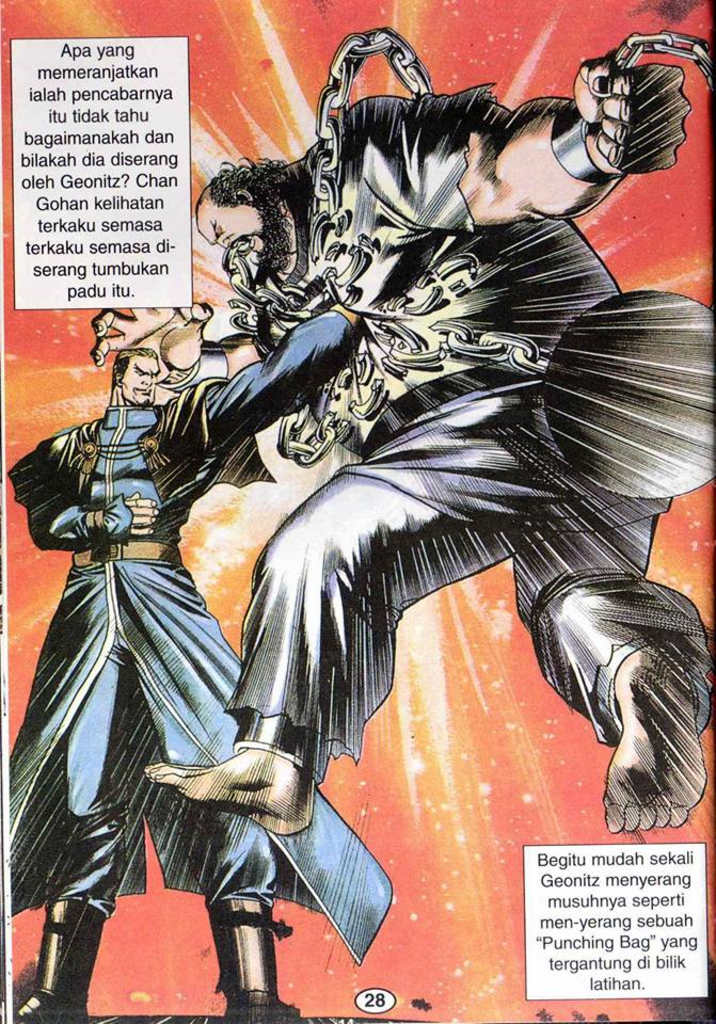 Apa yang
memeranjatkan
ialah pencabarnya
itu tidak tahu
bagaimanakah dan
bilakah dia diserang
oleh Geonitz? Chan
Gohan kelihatan
terkaku semasa
terkaku semasa di-
serang tumbukan
padu itu.
Begitu mudah sekali
Geonitz menyerang
musuhnya seperti
men-yerang sebuah
“Punching Bag” yang
tergantung di bilik
latihan.
28